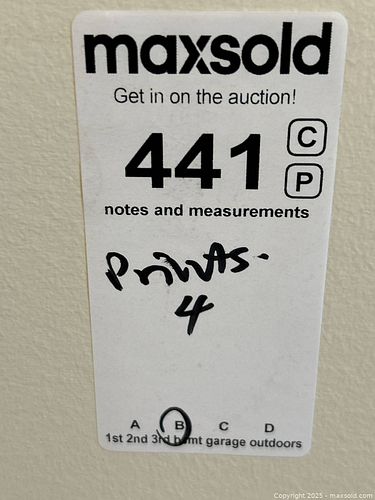 maxsold
Get in on the auction!
441 C
P
notes and measurements
Prints.
4
A B C D
1st 2nd 3rd bsmt garage outdoors
Copyright 2025 - maxsold.com